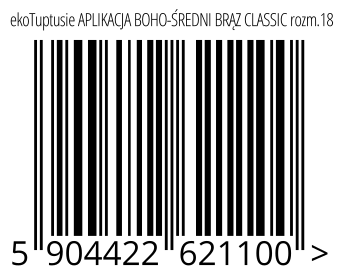 ekoTuptusie APLIKACJA BOHO-ŚREDNI BRĄZ CLASSIC rozm.18
5 904422 621100 >